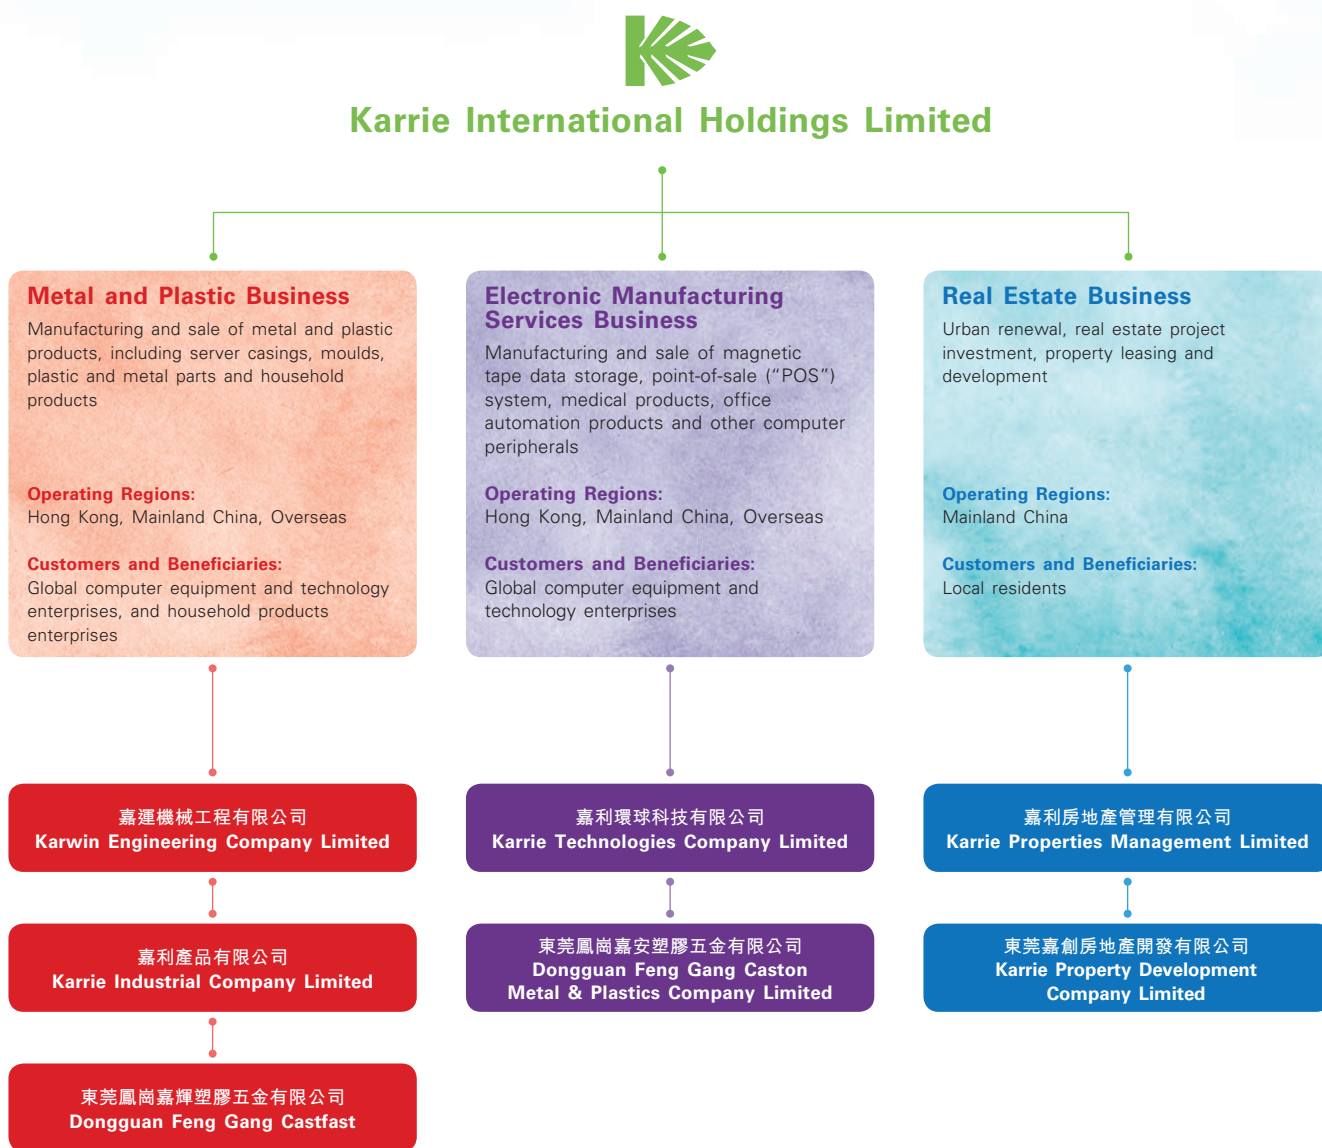 Karrie International Holdings Limited
Metal and Plastic Business
Manufacturing and sale of metal and plastic
products, including server casings, moulds,
plastic and metal parts and household
products
Operating Regions:
Hong Kong, Mainland China, Overseas
Customers and Beneficiaries:
Global computer equipment and technology
enterprises, and household products
enterprises
Electronic Manufacturing
Services Business
Manufacturing and sale of magnetic
tape data storage, point-of-sale (“POS”)
system, medical products, office
automation products and other computer
peripherals
Operating Regions:
Hong Kong, Mainland China, Overseas
Customers and Beneficiaries:
Global computer equipment and
technology enterprises
Real Estate Business
Urban renewal, real estate project
investment, property leasing and
development
Operating Regions:
Mainland China
Customers and Beneficiaries:
Local residents
嘉運機械工程有限公司
Karwin Engineering Company Limited
嘉利產品有限公司
Karrie Industrial Company Limited
東莞鳳崗嘉輝塑膠五金有限公司
Dongguan Feng Gang Castfast
嘉利環球科技有限公司
Karrie Technologies Company Limited
東莞鳳崗嘉安塑膠五金有限公司
Dongguan Feng Gang Caston
Metal & Plastics Company Limited
嘉利房地產管理有限公司
Karrie Properties Management Limited
東莞嘉創房地產開發有限公司
Karrie Property Development
Company Limited